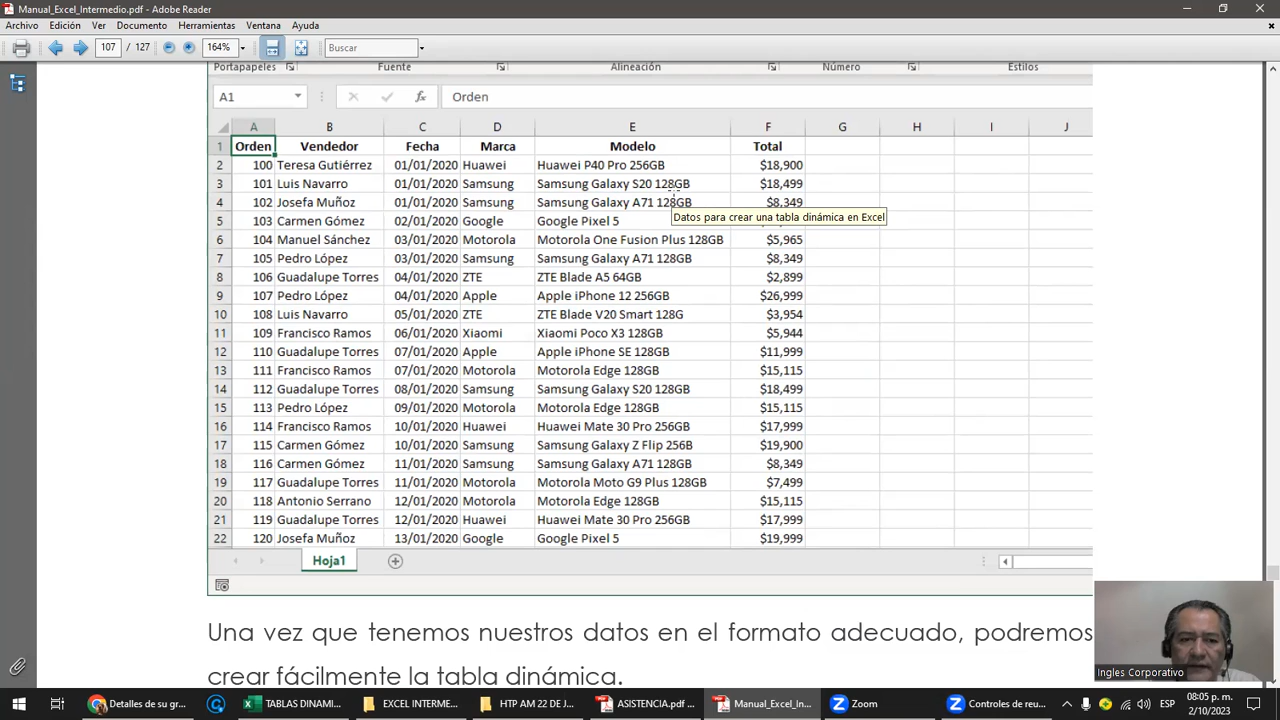 Manual_Excel_Intermedio.pdf - Adobe Reader
Archivo Edición Ver Documento Herramientas Ventana Ayuda
107 / 127 164% Buscar
Portapapeles Fuente Alineación Número Estilos
A1 fx Orden
A B C D E F G H I J
1 Orden Vendedor Fecha Marca Modelo Total
2 100 Teresa Gutiérrez 01/01/2020 Huawei Huawei P40 Pro 256GB $18,900
3 101 Luis Navarro 01/01/2020 Samsung Samsung Galaxy S20 128GB $18,499
4 102 Josefa Muñoz 01/01/2020 Samsung Samsung Galaxy A71 128GB $8,349
Datos para crear una tabla dinámica en Excel
5 103 Carmen Gómez 02/01/2020 Google Google Pixel 5
6 104 Manuel Sánchez 03/01/2020 Motorola Motorola One Fusion Plus 128GB $5,965
7 105 Pedro López 03/01/2020 Samsung Samsung Galaxy A71 128GB $8,349
8 106 Guadalupe Torres 04/01/2020 ZTE ZTE Blade A5 64GB $2,899
9 107 Pedro López 04/01/2020 Apple Apple iPhone 12 256GB $26,999
10 108 Luis Navarro 05/01/2020 ZTE ZTE Blade V20 Smart 128G $3,954
11 109 Francisco Ramos 06/01/2020 Xiaomi Xiaomi Poco X3 128GB $5,944
12 110 Guadalupe Torres 07/01/2020 Apple Apple iPhone SE 128GB $11,999
13 111 Francisco Ramos 07/01/2020 Motorola Motorola Edge 128GB $15,115
14 112 Guadalupe Torres 08/01/2020 Samsung Samsung Galaxy S20 128GB $18,499
15 113 Pedro López 09/01/2020 Motorola Motorola Edge 128GB $15,115
16 114 Francisco Ramos 10/01/2020 Huawei Huawei Mate 30 Pro 256GB $17,999
17 115 Carmen Gómez 10/01/2020 Samsung Samsung Galaxy Z Flip 256B $19,900
18 116 Carmen Gómez 11/01/2020 Samsung Samsung Galaxy A71 128GB $8,349
19 117 Guadalupe Torres 11/01/2020 Motorola Motorola Moto G9 Plus 128GB $7,499
20 118 Antonio Serrano 12/01/2020 Motorola Motorola Edge 128GB $15,115
21 119 Guadalupe Torres 12/01/2020 Huawei Huawei Mate 30 Pro 256GB $17,999
22 120 Josefa Muñoz 13/01/2020 Google Google Pixel 5 $19,999
Hoja1
Una vez que tenemos nuestros datos en el formato adecuado, podremos
crear fácilmente la tabla dinámica.
Ingles Corporativo
Detalles de su gr... TABLAS DINAMI... EXCEL INTERME... HTP AM 22 DE J... ASISTENCIA.pdf ... Manual_Excel_In... Zoom Controles de reu... ESP 08:05 p. m.
2/10/2023